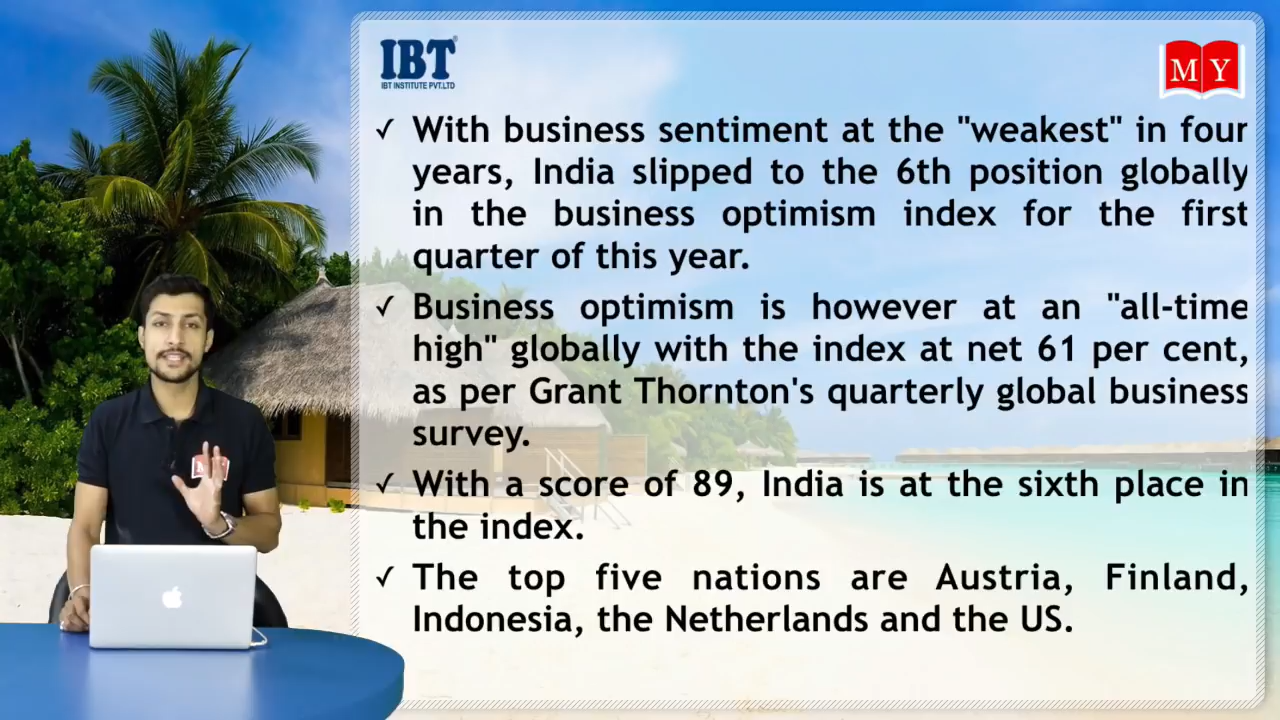 IBT
IBT INSTITUTE PVT.LTD
M Y
✓ With business sentiment at the "weakest" in four
years, India slipped to the 6th position globally
in the business optimism index for the first
quarter of this year.
✓ Business optimism is however at an "all-time
high" globally with the index at net 61 per cent,
as per Grant Thornton's quarterly global business
survey.
✓ With a score of 89, India is at the sixth place in
the index.
✓ The top five nations are Austria, Finland,
Indonesia, the Netherlands and the US.